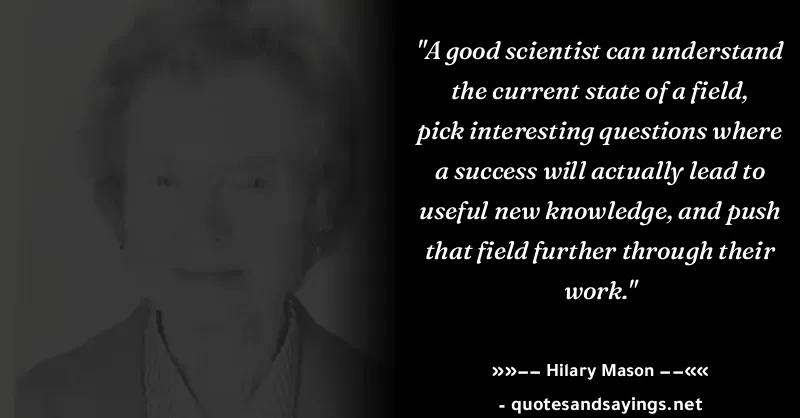 "A good scientist can understand
the current state of a field,
pick interesting questions where
a success will actually lead to
useful new knowledge, and push
that field further through their
work."
»»–– Hilary Mason ––««
- quotesandsayings.net